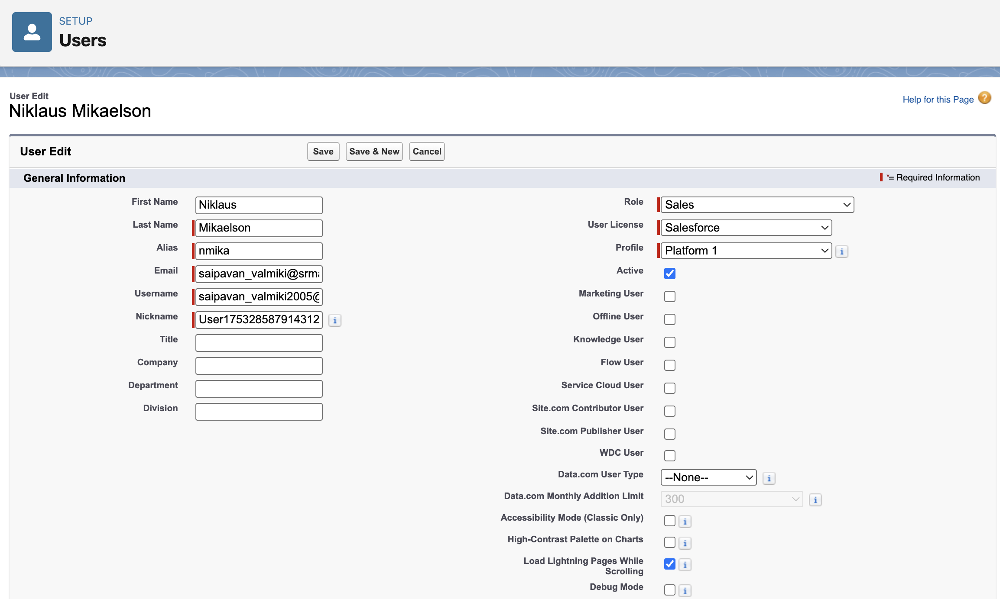 SETUP
Users
User Edit
Niklaus Mikaelson
Help for this Page
User Edit
Save
Save & New
Cancel
General Information
*= Required Information
First Name
Niklaus
Last Name
Mikaelson
Alias
nmika
Email
saipavan_valmiki@srma
Username
saipavan_valmiki2005@
Nickname
User175328587914312
Title
Company
Department
Division
Role
Sales
User License
Salesforce
Profile
Platform 1
Active
Marketing User
Offline User
Knowledge User
Flow User
Service Cloud User
Site.com Contributor User
Site.com Publisher User
WDC User
Data.com User Type
--None--
Data.com Monthly Addition Limit
300
Accessibility Mode (Classic Only)
High-Contrast Palette on Charts
Load Lightning Pages While
Scrolling
Debug Mode